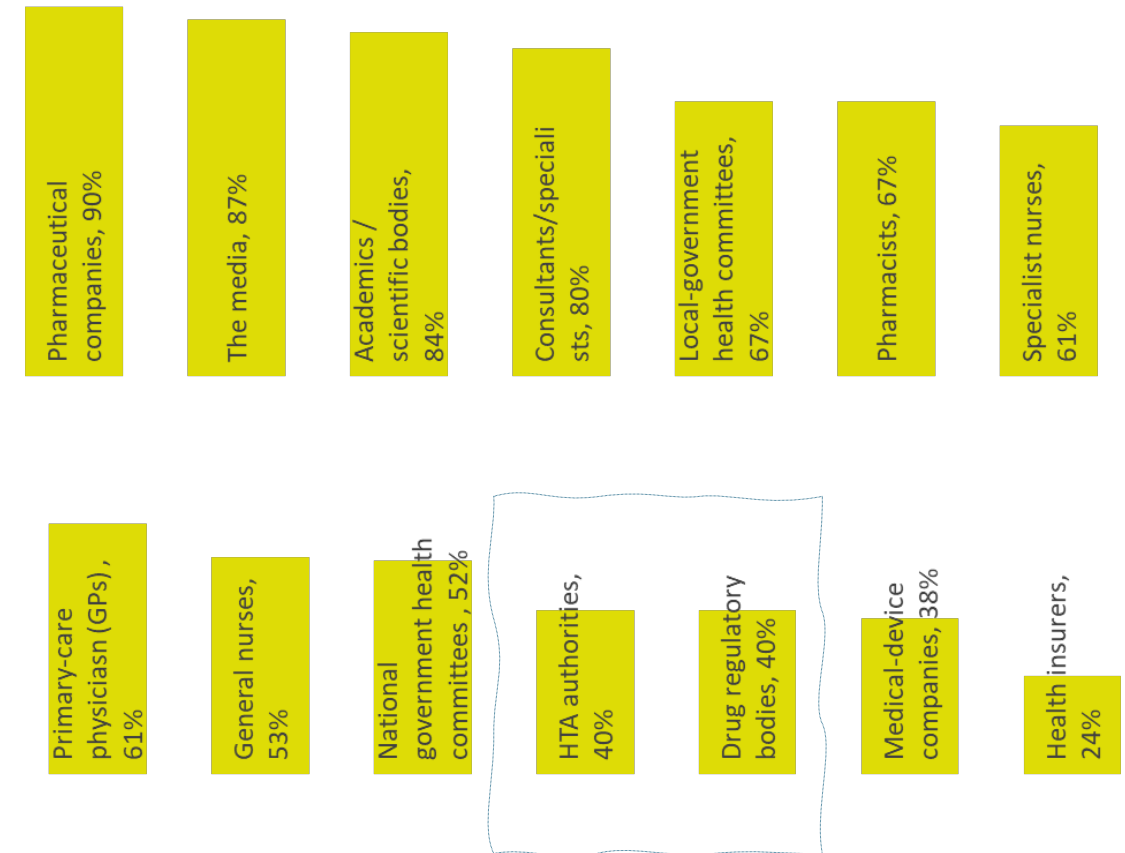 Pharmaceutical
companies, 90%
The media, 87%
Academics /
scientific bodies,
84%
Consultants/speciali
sts, 80%
Local-government
health committees,
67%
Pharmacists, 67%
Specialist nurses,
61%
Primary-care
physiciasn (GPs) ,
61%
General nurses,
53%
National
government health
committees , 52%
HTA authorities,
40%
Drug regulatory
bodies, 40%
Medical-device
companies, 38%
Health insurers,
24%